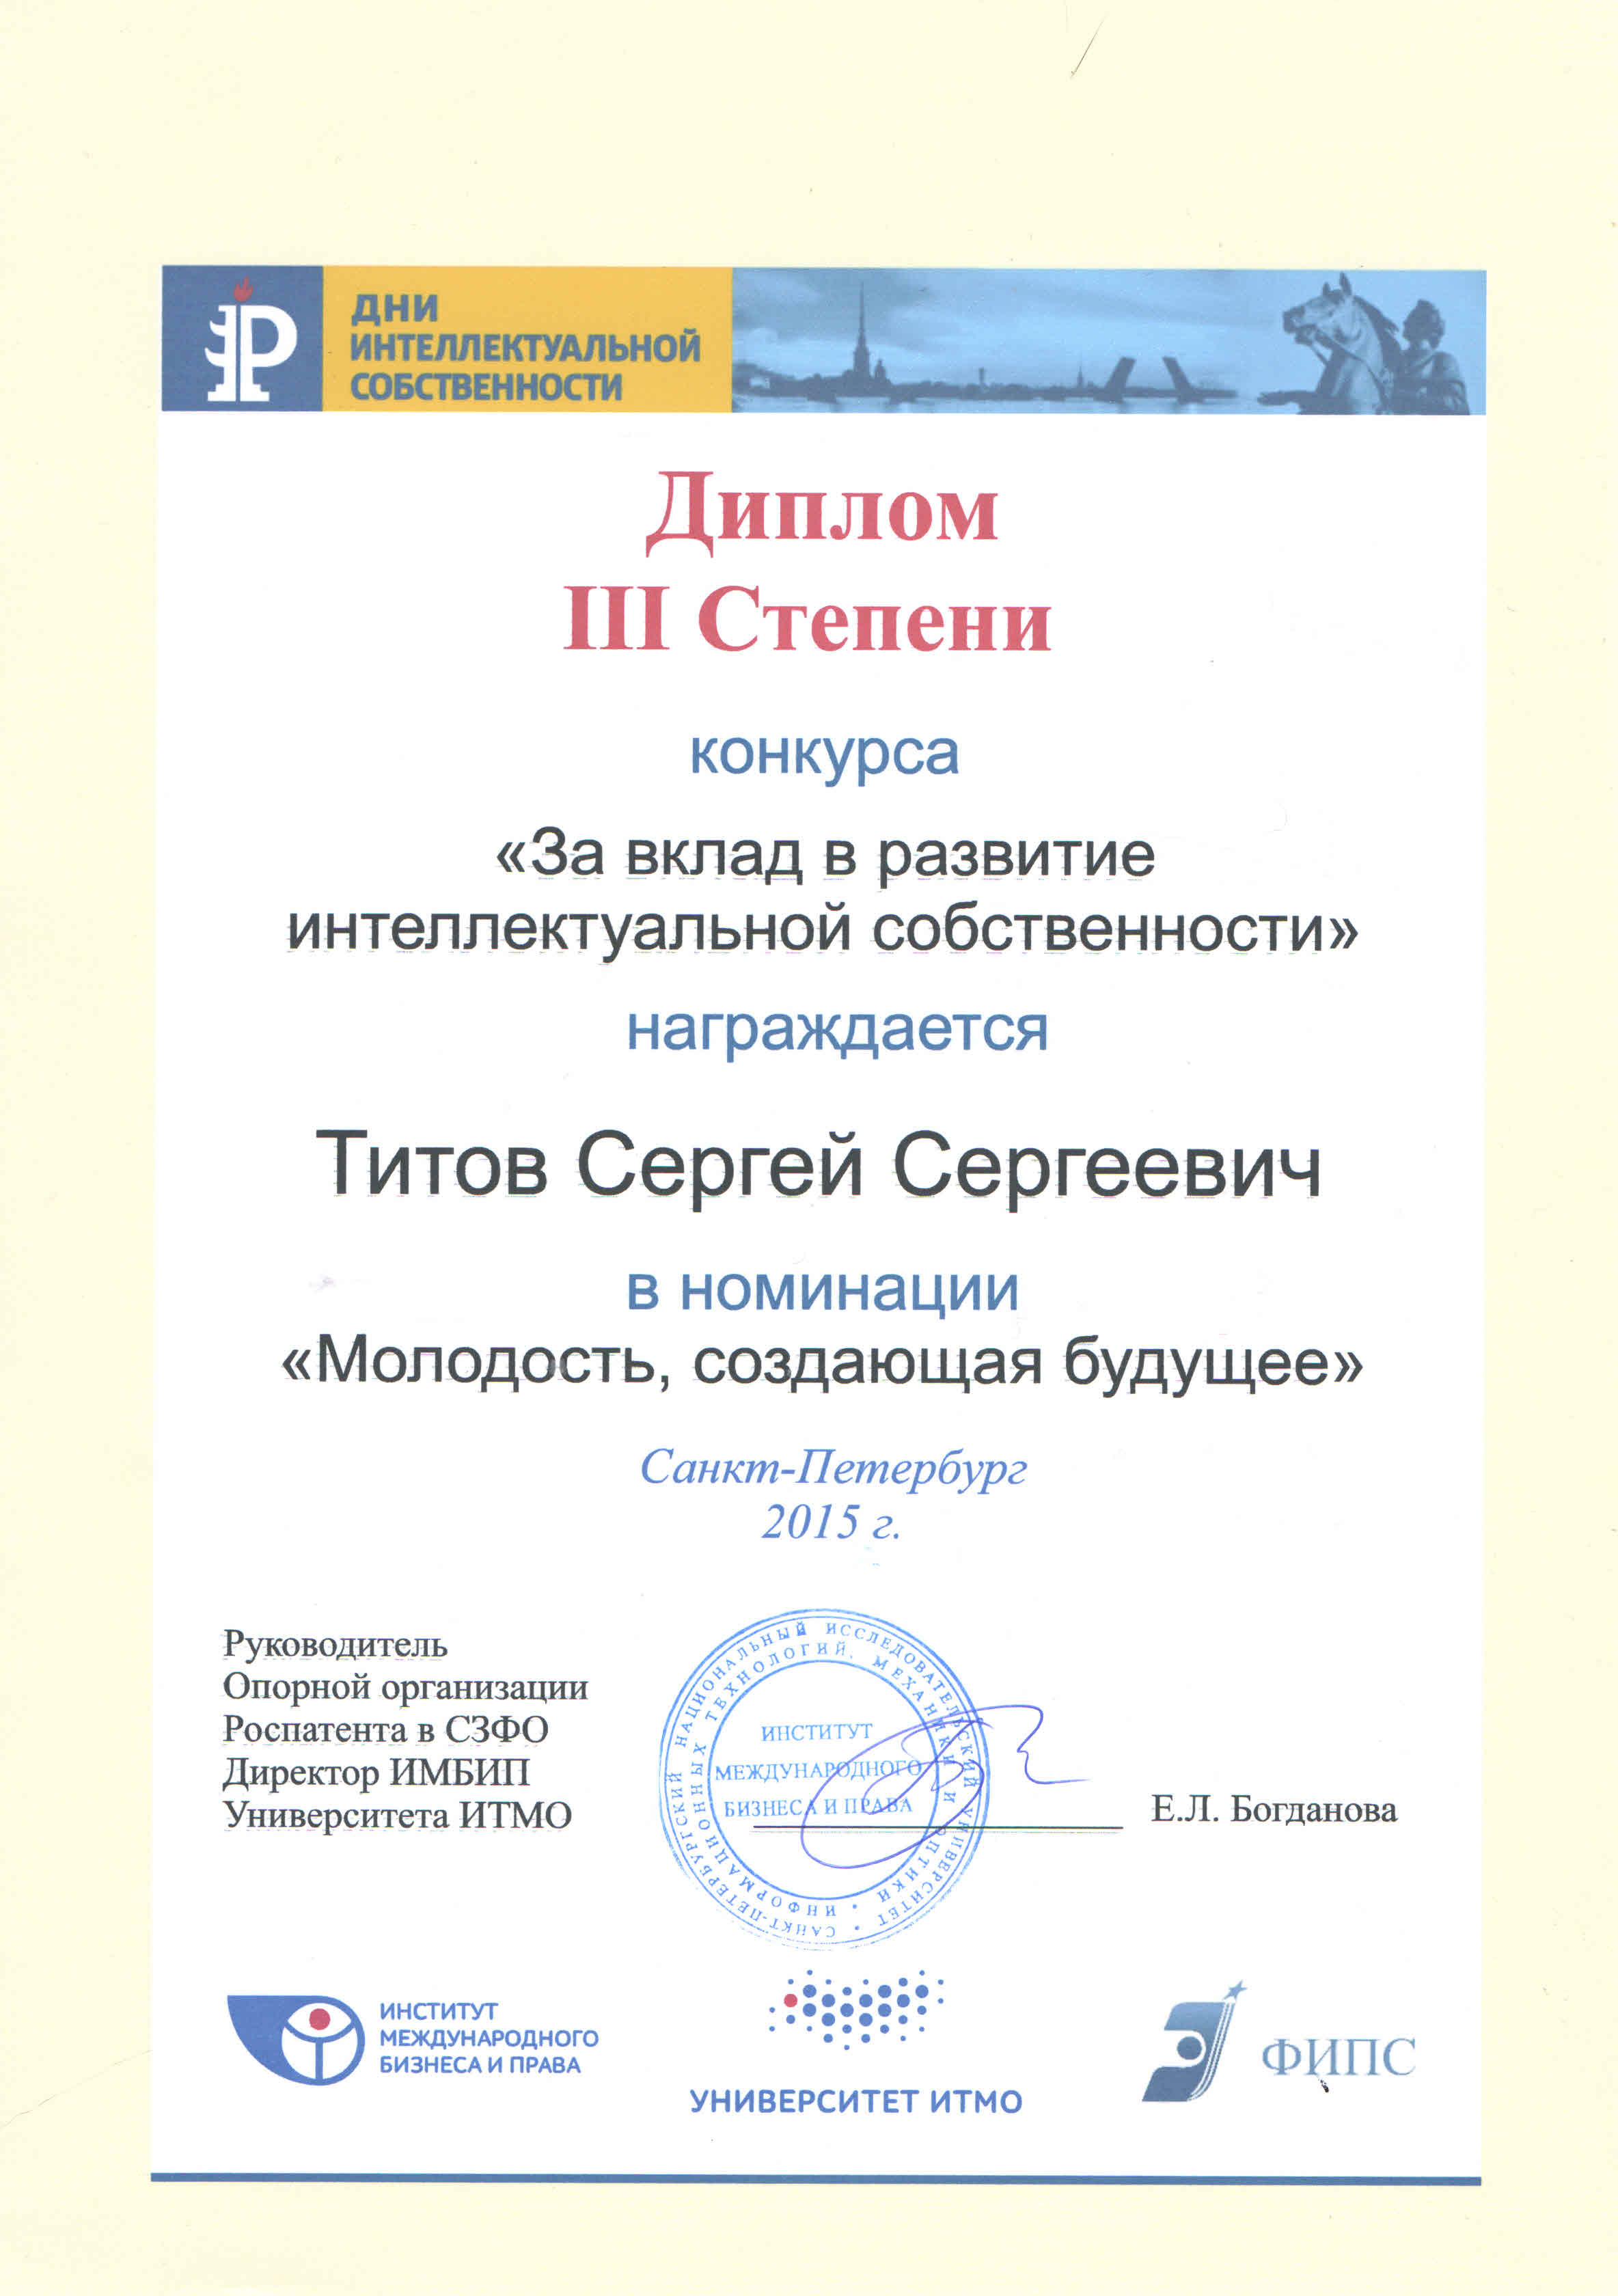 ДНИ
ИНТЕЛЛЕКТУАЛЬНОЙ
СОБСТВЕННОСТИ
Диплом
III Степени
конкурса
«За вклад в развитие
интеллектуальной собственности»
награждается
Титов Сергей Сергеевич
в номинации
«Молодость, создающая будущее»
Санкт-Петербург
2015 г.
Руководитель
Опорной организации
Роспатента в СЗФО
Директор ИМБИП
Университета ИТМО
САНКТ-ПЕТЕРБУРГСКИЙ НАЦИОНАЛЬНЫЙ ИССЛЕДОВАТЕЛЬСКИЙ УНИВЕРСИТЕТ •
ИНФОРМАЦИОННЫХ ТЕХНОЛОГИЙ, МЕХАНИКИ И ОПТИКИ •
ИНСТИТУТ
МЕЖДУНАРОДНОГО
БИЗНЕСА И ПРАВА
Е.Л. Богданова
ИНСТИТУТ
МЕЖДУНАРОДНОГО
БИЗНЕСА И ПРАВА
УНИВЕРСИТЕТ ИТМО
ФИПС